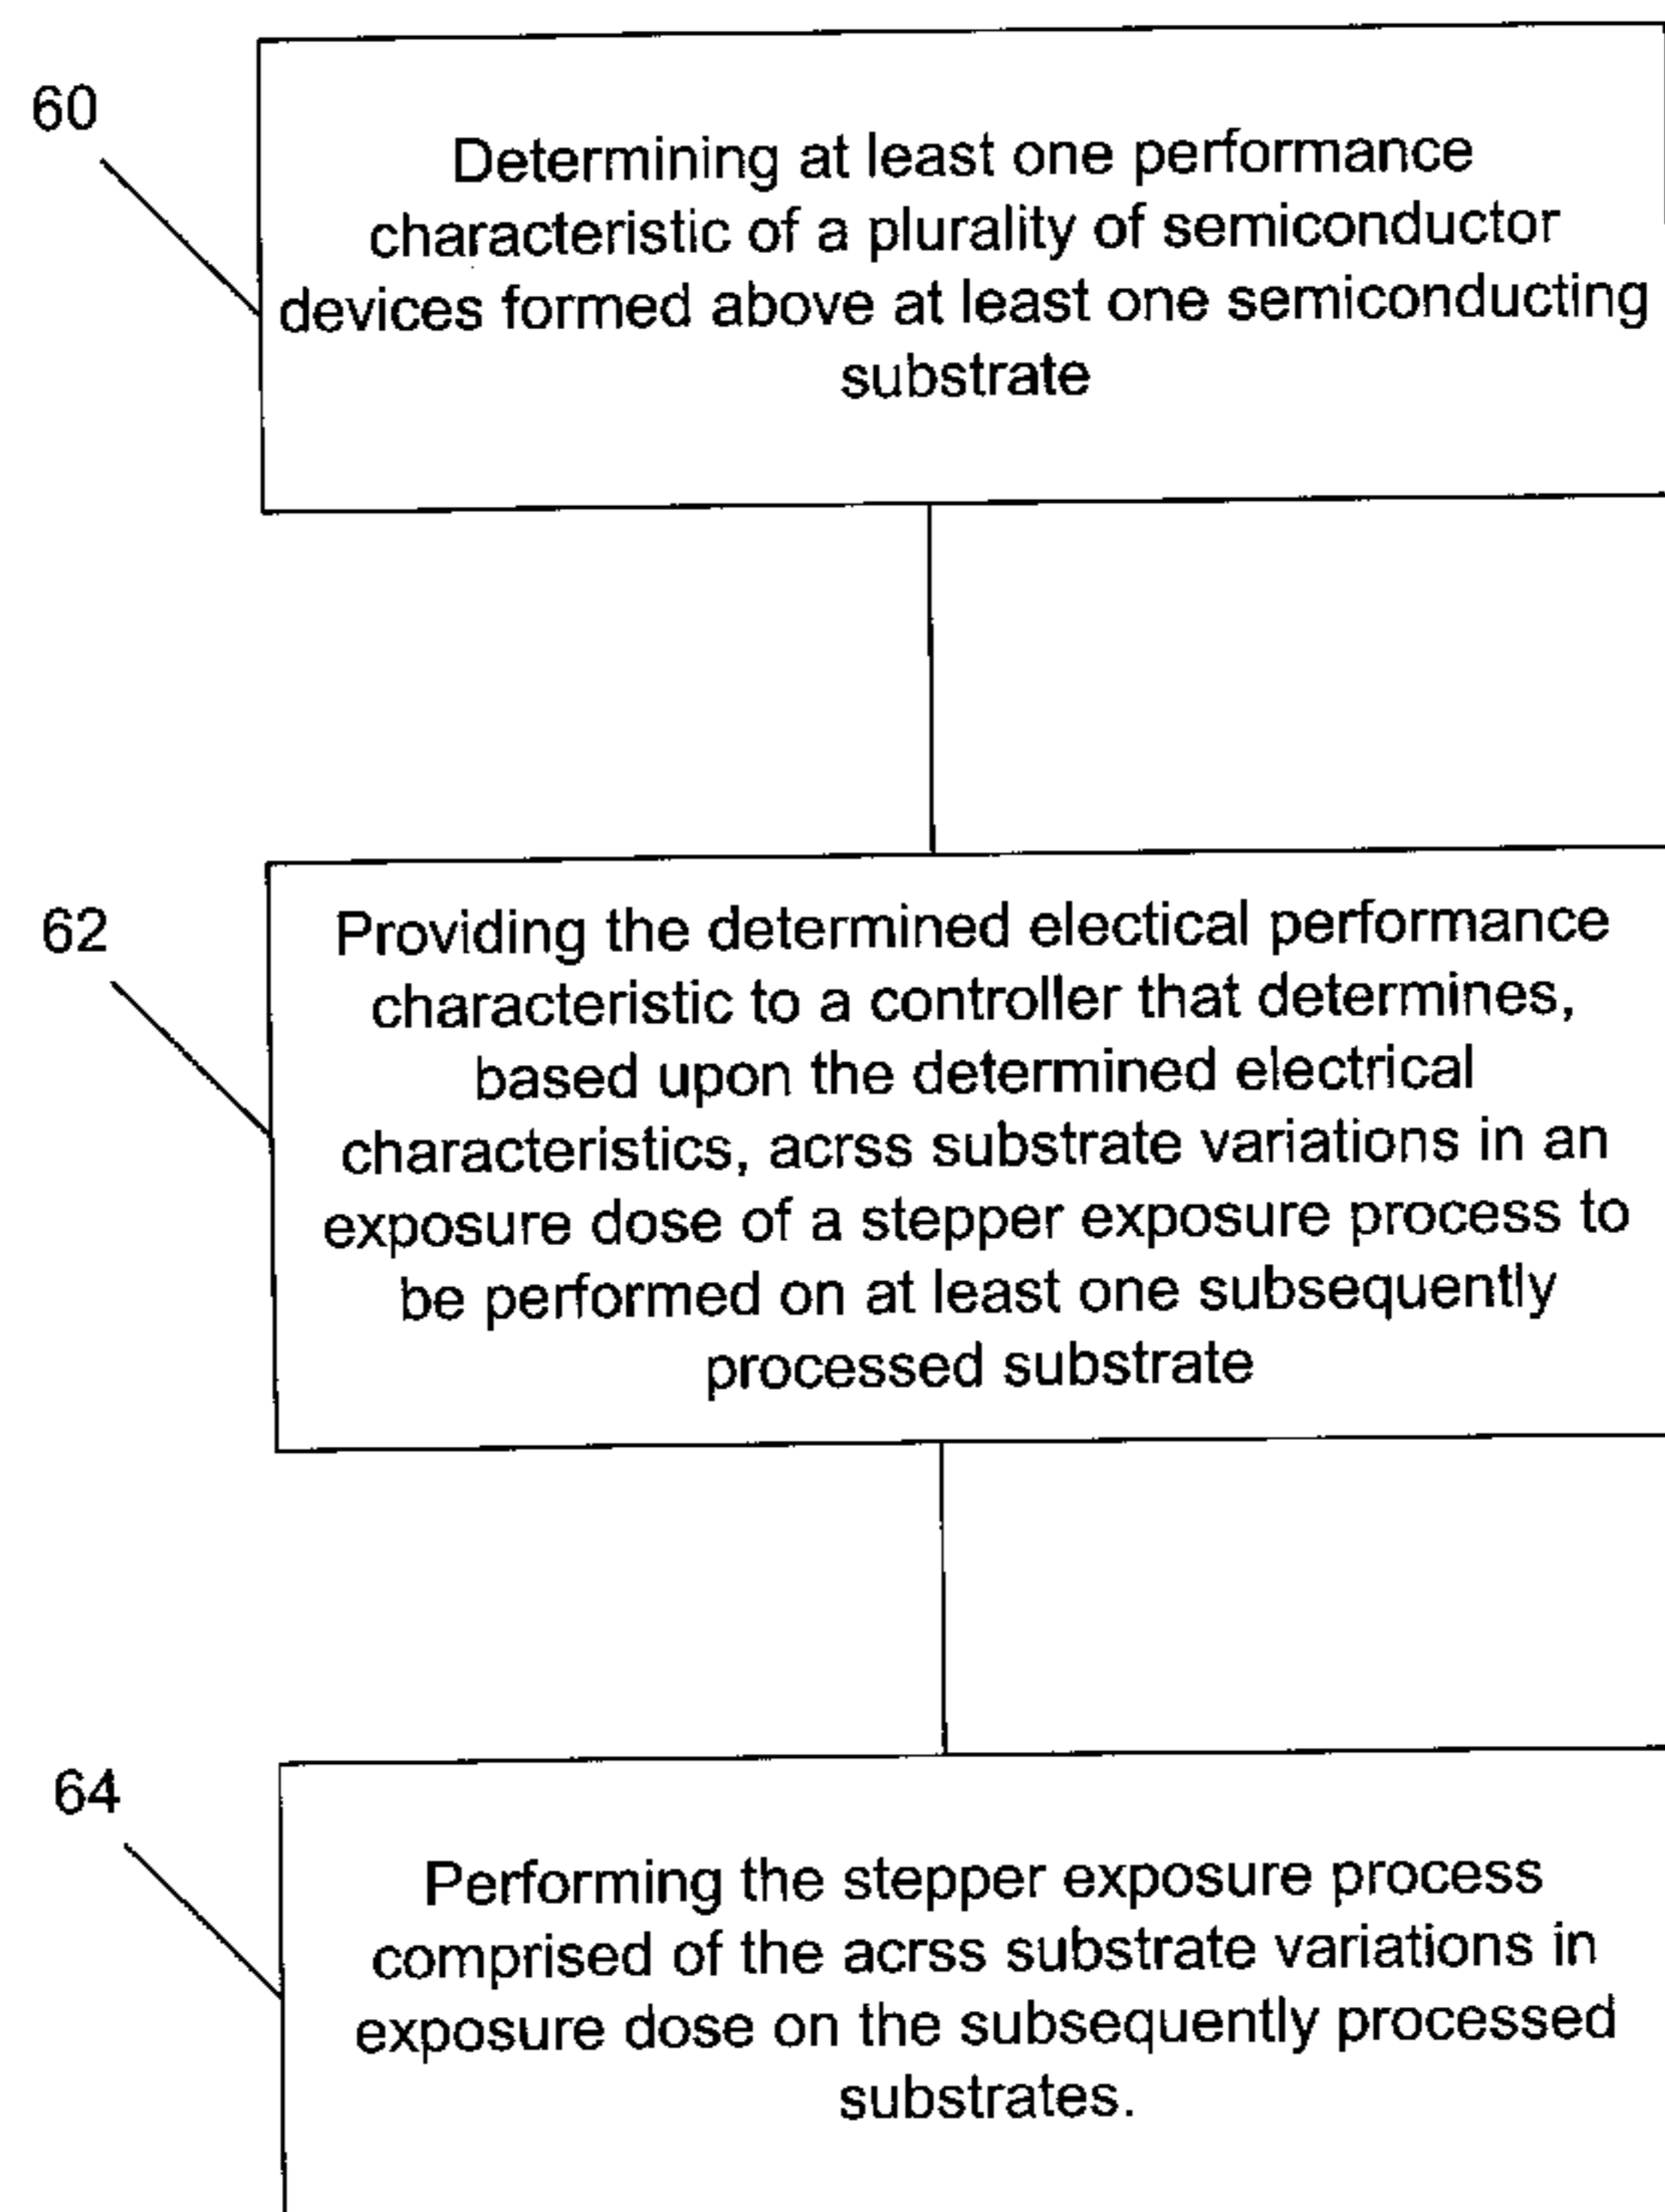 60
Determining at least one performance
characteristic of a plurality of semiconductor
devices formed above at least one semiconducting
substrate
62
Providing the determined electical performance
characteristic to a controller that determines,
based upon the determined electrical
characteristics, acrss substrate variations in an
exposure dose of a stepper exposure process to
be performed on at least one subsequently
processed substrate
64
Performing the stepper exposure process
comprised of the acrss substrate variations in
exposure dose on the subsequently processed
substrates.